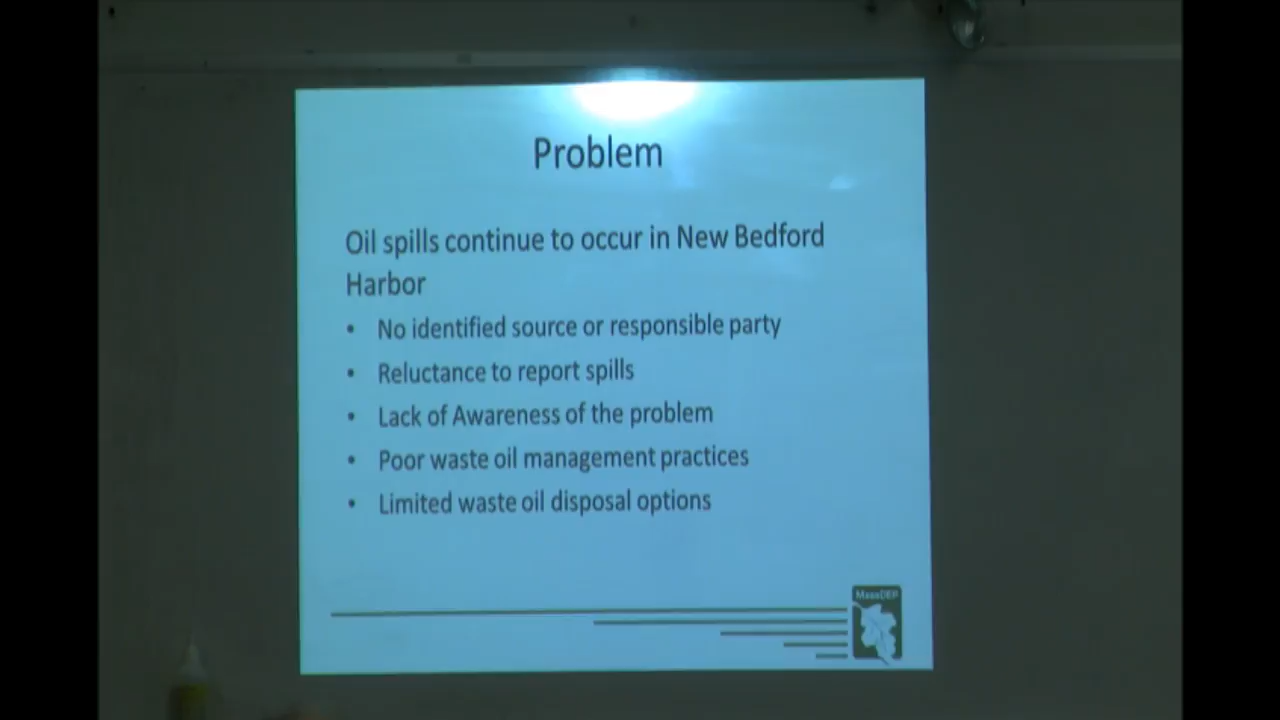 Problem
Oil spills continue to occur in New Bedford
Harbor
• No identified source or responsible party
• Reluctance to report spills
• Lack of Awareness of the problem
• Poor waste oil management practices
• Limited waste oil disposal options
MassDEP